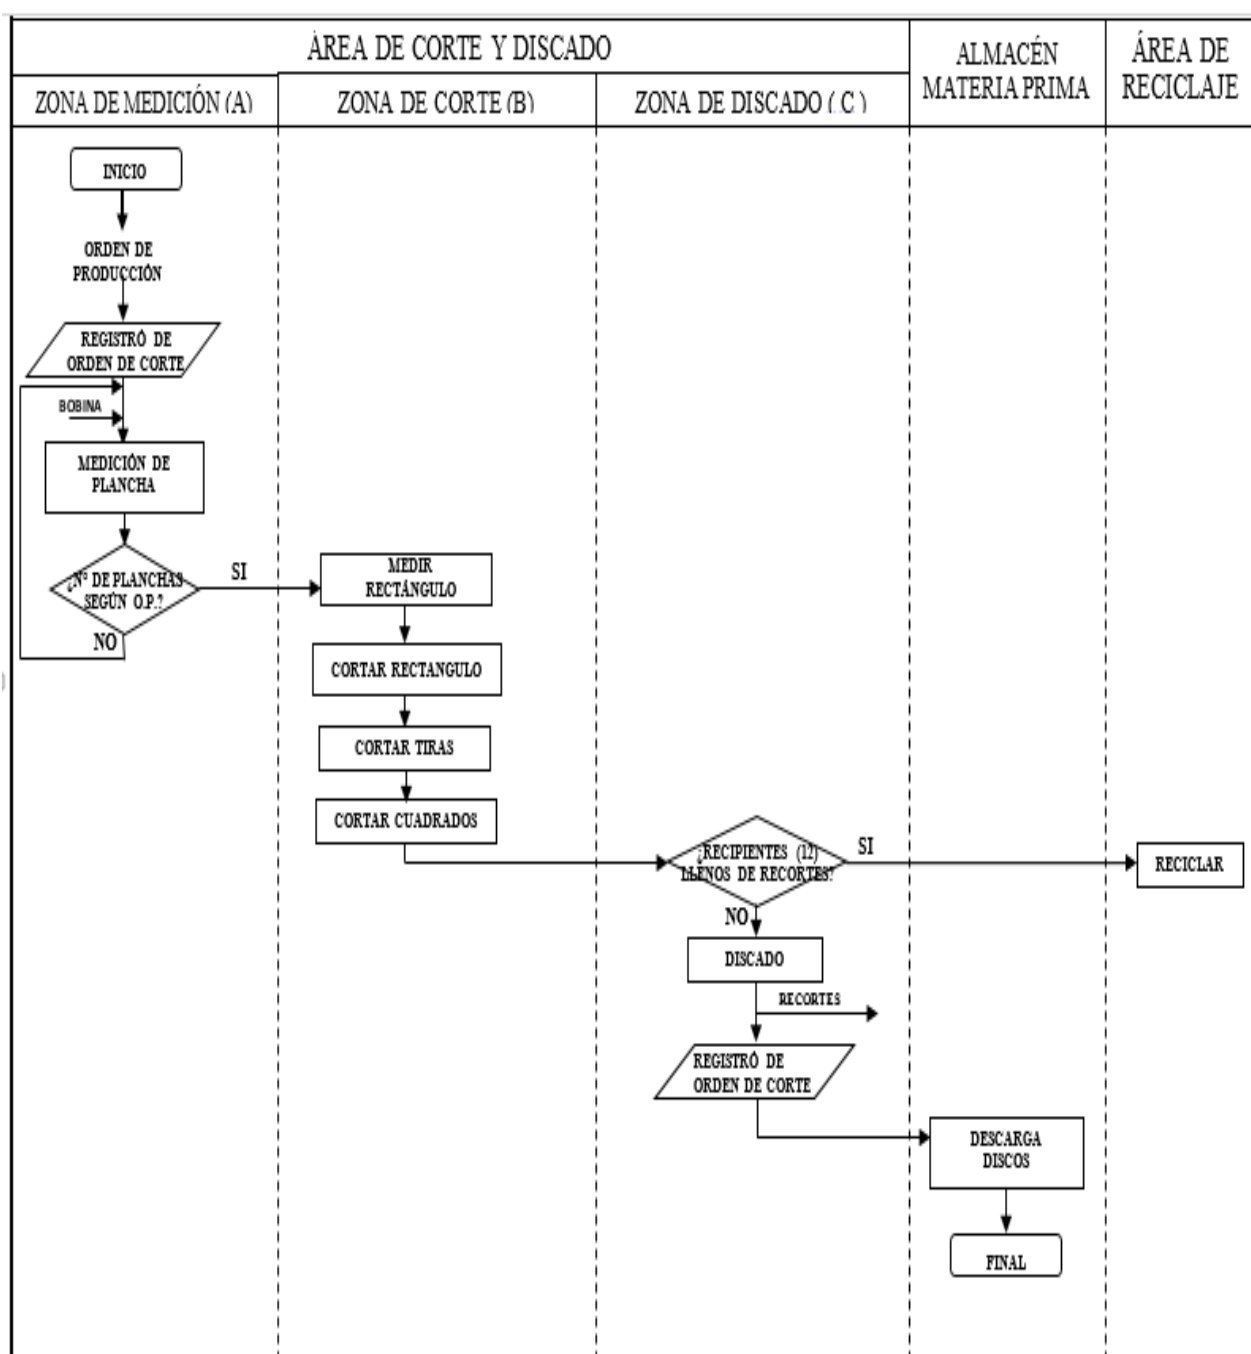 ÁREA DE CORTE Y DISCADO
ALMACÉN
MATERIA PRIMA
ÁREA DE
RECICLAJE
ZONA DE MEDICIÓN (A)
ZONA DE CORTE (B)
ZONA DE DISCADO ( C )
INICIO
ORDEN DE
PRODUCCIÓN
REGISTRÓ DE
ORDEN DE CORTE
BOBINA
MEDICIÓN DE
PLANCHA
¿Nº DE PLANCHAS
SEGÚN O.P.?
SI
NO
MEDIR
RECTÁNGULO
CORTAR RECTANGULO
CORTAR TIRAS
CORTAR CUADRADOS
¿RECIPIENTES (12)
LLENOS DE RECORTES?
SI
RECICLAR
NO
DISCADO
RECORTES
REGISTRÓ DE
ORDEN DE CORTE
DESCARGA
DISCOS
FINAL